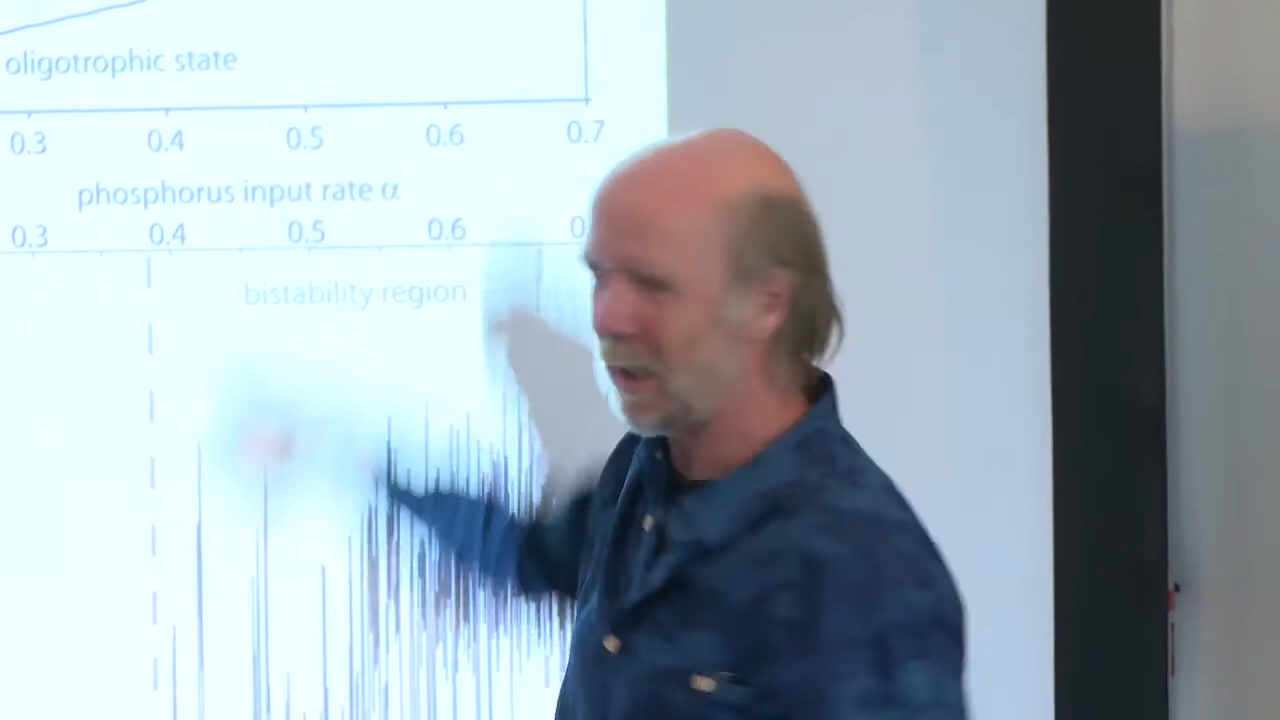 oligotrophic state
0.3 0.4 0.5 0.6 0.7
phosphorus input rate α
0.3 0.4 0.5 0.6
bistability region